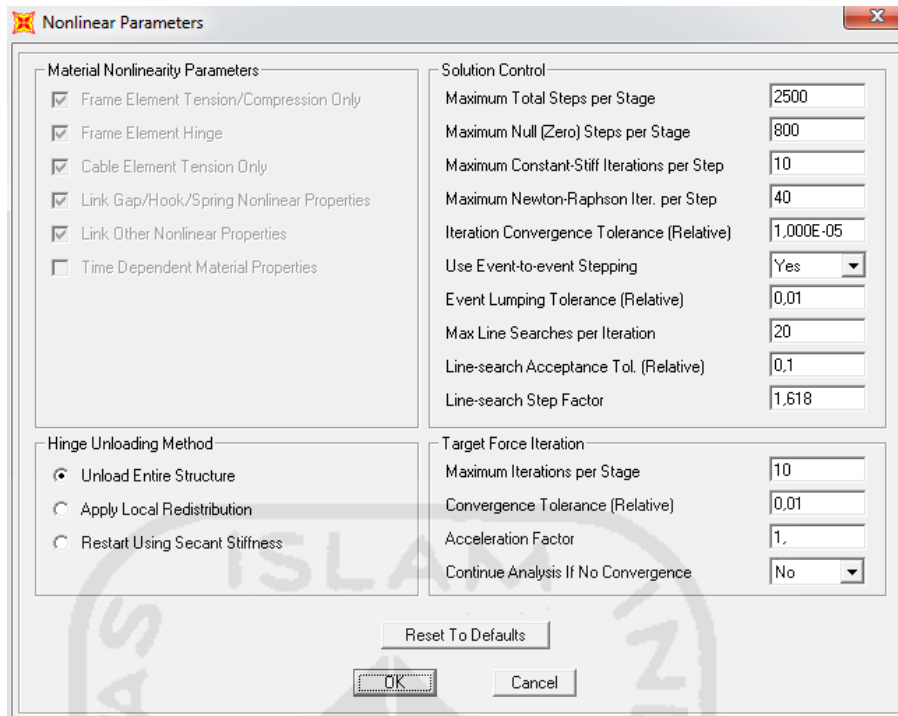 Nonlinear Parameters
Material Nonlinearity Parameters
Frame Element Tension/Compression Only
Frame Element Hinge
Cable Element Tension Only
Link Gap/Hook/Spring Nonlinear Properties
Link Other Nonlinear Properties
Time Dependent Material Properties
Solution Control
Maximum Total Steps per Stage 2500
Maximum Null (Zero) Steps per Stage 800
Maximum Constant-Stiff Iterations per Step 10
Maximum Newton-Raphson Iter. per Step 40
Iteration Convergence Tolerance (Relative) 1,000E-05
Use Event-to-event Stepping Yes
Event Lumping Tolerance (Relative) 0,01
Max Line Searches per Iteration 20
Line-search Acceptance Tol. (Relative) 0,1
Line-search Step Factor 1,618
Hinge Unloading Method
Unload Entire Structure
Apply Local Redistribution
Restart Using Secant Stiffness
Target Force Iteration
Maximum Iterations per Stage 10
Convergence Tolerance (Relative) 0,01
Acceleration Factor 1,
Continue Analysis If No Convergence No
Reset To Defaults
OK Cancel
ISLAM